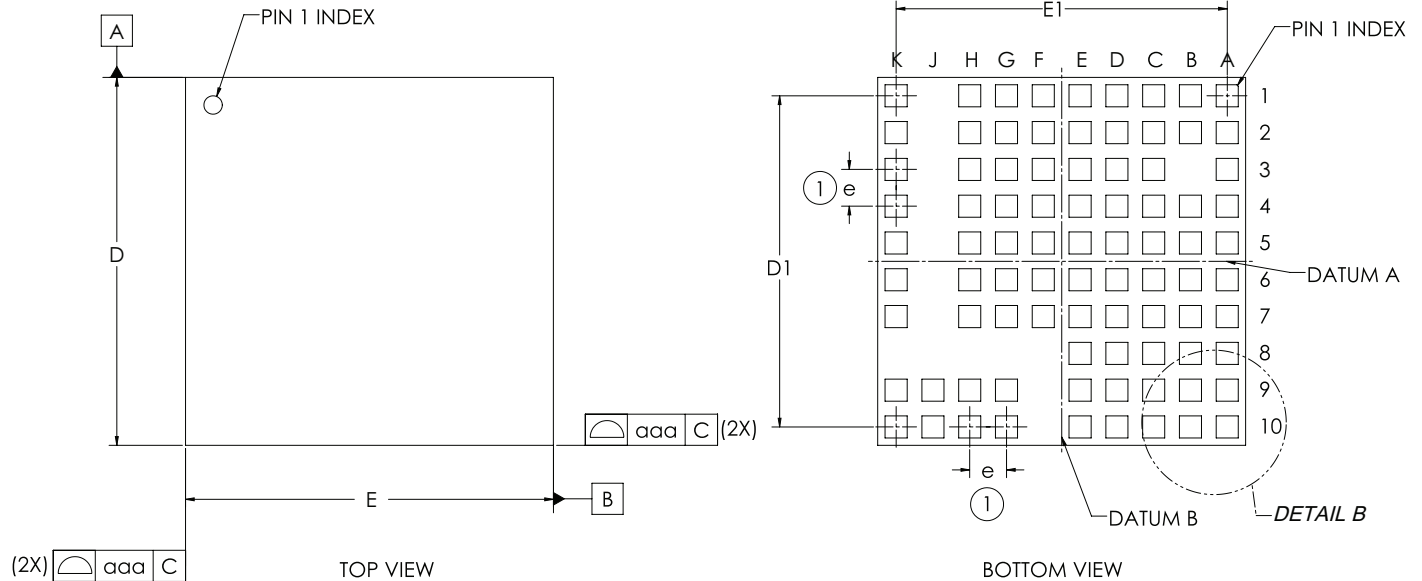 PIN 1 INDEX
A
D
E
B
aaa C (2X)
(2X) aaa C
TOP VIEW
E1
PIN 1 INDEX
K J H G F E D C B A
1
2
3
4
5
6
7
8
9
10
1 e
D1
DATUM A
e
1
DATUM B
DETAIL B
BOTTOM VIEW